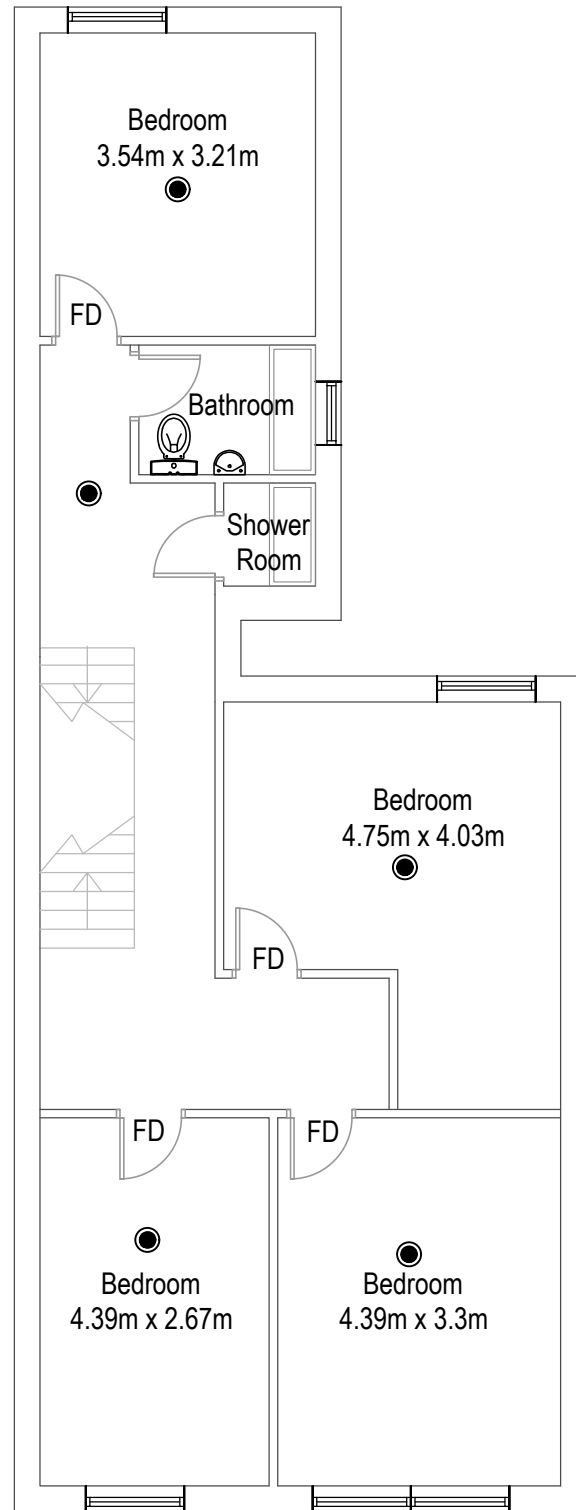 Bedroom
3.54m x 3.21m
FD
Bathroom
Shower
Room
Bedroom
4.75m x 4.03m
FD
FD
FD
Bedroom
4.39m x 2.67m
Bedroom
4.39m x 3.3m